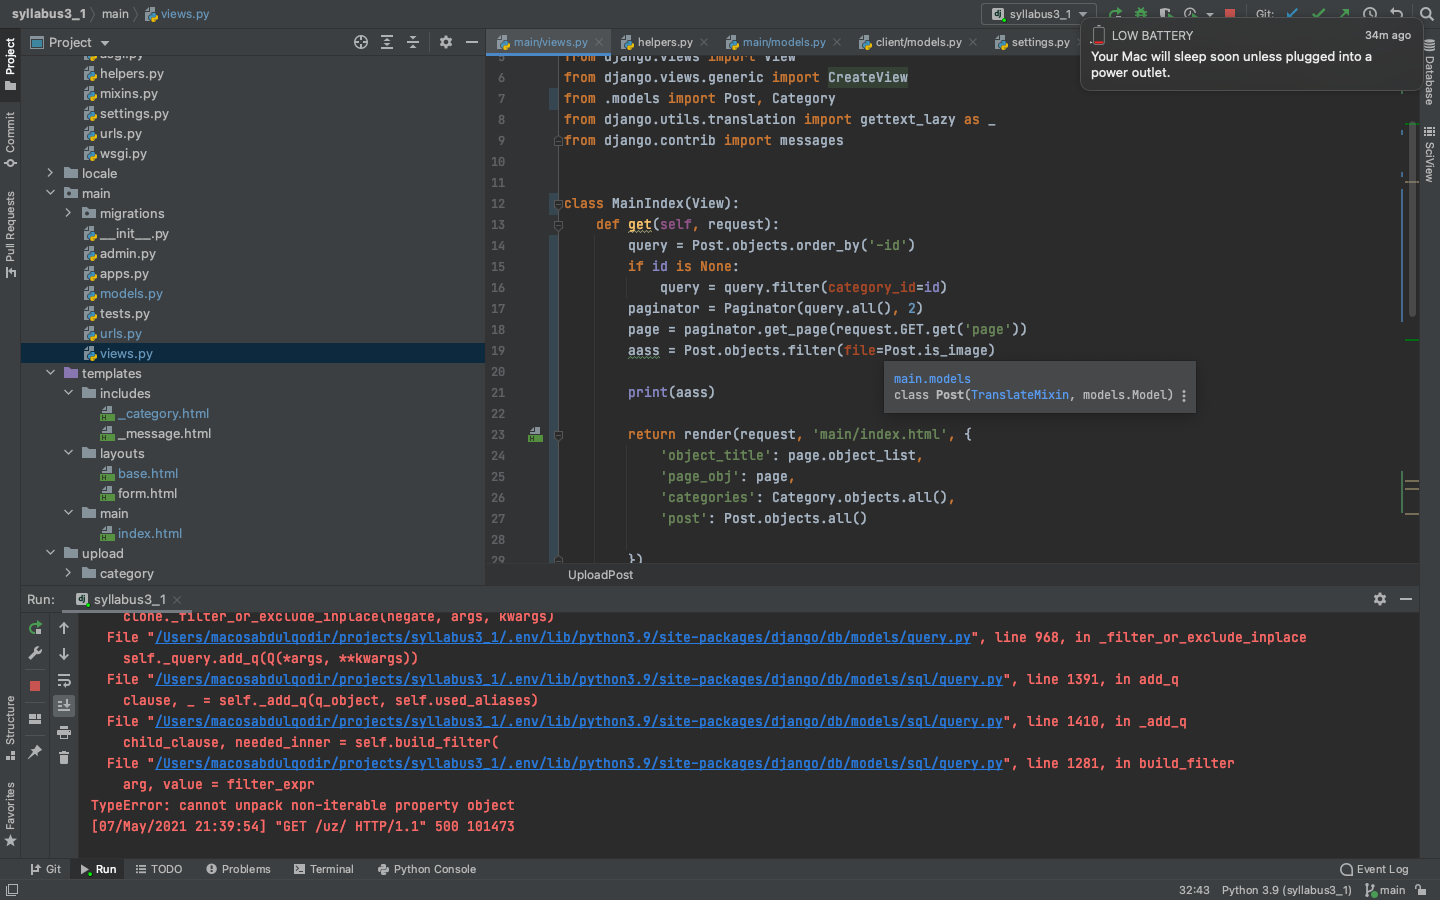 syllabus3_1 main views.py
syllabus3_1
Git:
LOW BATTERY 34m ago
Your Mac will sleep soon unless plugged into a
power outlet.
Project
main/views.py helpers.py main/models.py client/models.py settings.py
Project
Commit
Pull Requests
Structure
Favorites
Database
SciView
asgi.py
helpers.py
mixins.py
settings.py
urls.py
wsgi.py
locale
main
migrations
__init__.py
admin.py
apps.py
models.py
tests.py
urls.py
views.py
templates
includes
_category.html
_message.html
layouts
base.html
form.html
main
index.html
upload
category
5 from django.views import View
6 from django.views.generic import CreateView
7 from .models import Post, Category
8 from django.utils.translation import gettext_lazy as _
9 from django.contrib import messages
10
11
12 class MainIndex(View):
13 def get(self, request):
14 query = Post.objects.order_by('-id')
15 if id is None:
16 query = query.filter(category_id=id)
17 paginator = Paginator(query.all(), 2)
18 page = paginator.get_page(request.GET.get('page'))
19 aass = Post.objects.filter(file=Post.is_image)
20
21 print(aass)
22
23 return render(request, 'main/index.html', {
24 'object_title': page.object_list,
25 'page_obj': page,
26 'categories': Category.objects.all(),
27 'post': Post.objects.all()
28
29 })
main.models
class Post(TranslateMixin, models.Model)
UploadPost
Run: syllabus3_1
clone._filter_or_exclude_inplace(negate, args, kwargs)
File "/Users/macosabdulqodir/projects/syllabus3_1/.env/lib/python3.9/site-packages/django/db/models/query.py", line 968, in _filter_or_exclude_inplace
self._query.add_q(Q(*args, **kwargs))
File "/Users/macosabdulqodir/projects/syllabus3_1/.env/lib/python3.9/site-packages/django/db/models/sql/query.py", line 1391, in add_q
clause, _ = self._add_q(q_object, self.used_aliases)
File "/Users/macosabdulqodir/projects/syllabus3_1/.env/lib/python3.9/site-packages/django/db/models/sql/query.py", line 1410, in _add_q
child_clause, needed_inner = self.build_filter(
File "/Users/macosabdulqodir/projects/syllabus3_1/.env/lib/python3.9/site-packages/django/db/models/sql/query.py", line 1281, in build_filter
arg, value = filter_expr
TypeError: cannot unpack non-iterable property object
[07/May/2021 21:39:54] "GET /uz/ HTTP/1.1" 500 101473
Git Run TODO Problems Terminal Python Console Event Log
32:43 Python 3.9 (syllabus3_1) main